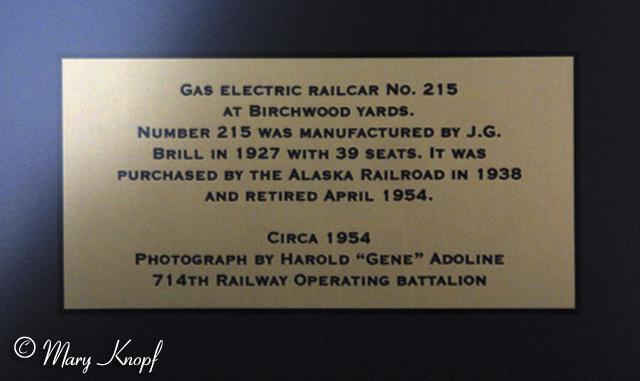 Gas electric railcar No. 215
at Birchwood yards.
Number 215 was manufactured by J.G.
Brill in 1927 with 39 seats. It was
purchased by the Alaska Railroad in 1938
and retired April 1954.
Circa 1954
Photograph by Harold “Gene” Adoline
714th Railway Operating battalion
© Mary Knopf